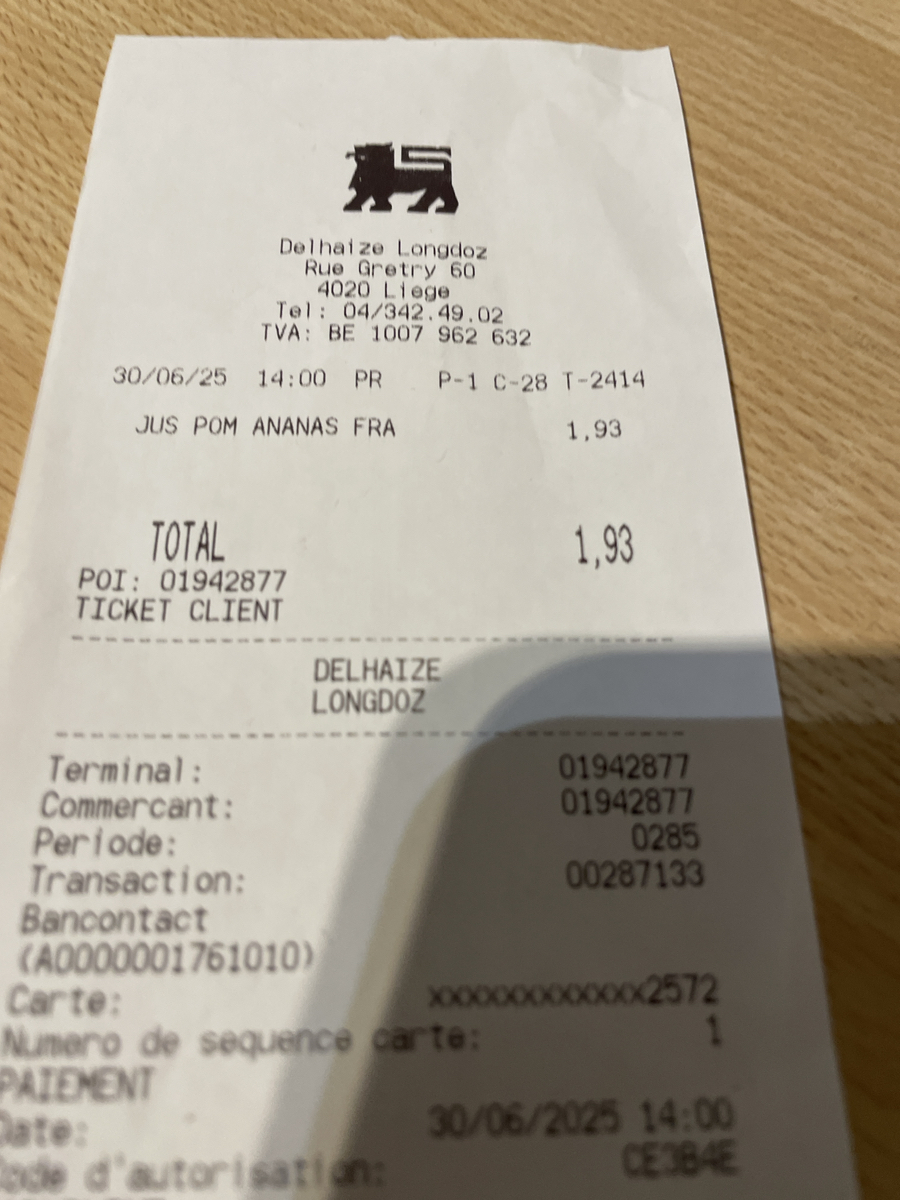 Delhaize Longdoz
Rue Gretry 60
4020 Liege
Tel: 04/342.49.02
TVA: BE 1007 962 632
30/06/25 14:00 PR P-1 C-28 T-2414
JUS POM ANANAS FRA 1,93
TOTAL 1,93
POI: 01942877
TICKET CLIENT
DELHAIZE
LONGDOZ
Terminal: 01942877
Commercant: 01942877
Periode: 0285
Transaction: 00287133
Bancontact
(A0000001761010)
Carte: xxxxxxxxxxxxx2572
Numero de sequence carte: 1
PAIEMENT
Date: 30/06/2025 14:00
Code d'autorisation: CE3B4E